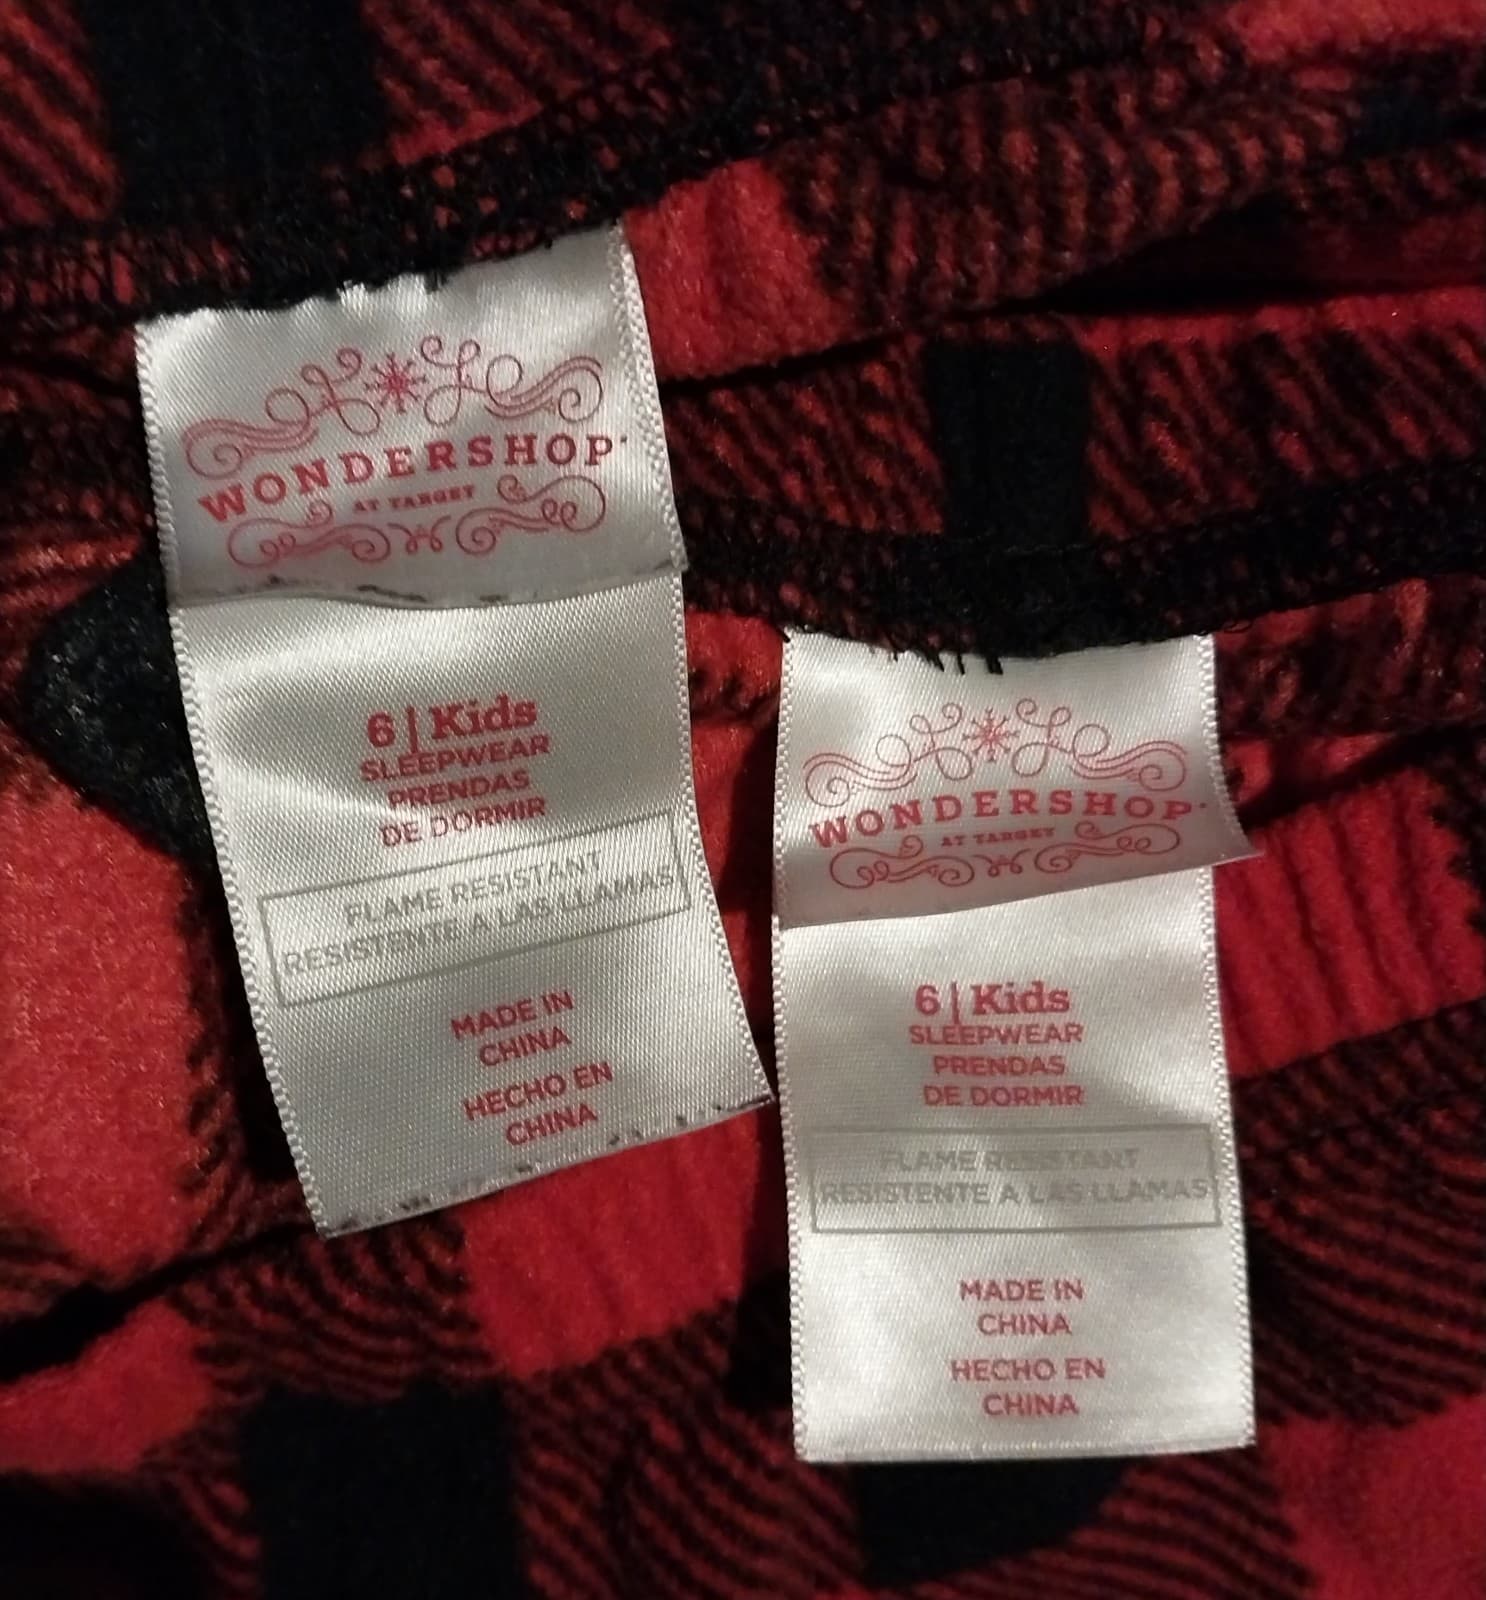 WONDERSHOP
AT TARGET
6 | Kids
SLEEPWEAR
PRENDAS
DE DORMIR
FLAME RESISTANT
RESISTENTE A LAS LLAMAS
MADE IN
CHINA
HECHO EN
CHINA
WONDERSHOP
AT TARGET
6 | Kids
SLEEPWEAR
PRENDAS
DE DORMIR
FLAME RESISTANT
RESISTENTE A LAS LLAMAS
MADE IN
CHINA
HECHO EN
CHINA